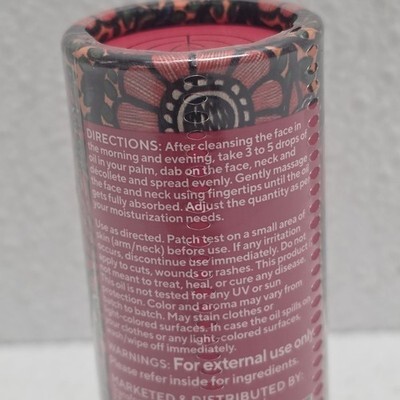 DIRECTIONS: After cleansing the face in
the morning and evening, take 3 to 5 drops of
oil in your palm, dab on the face, neck and
décollete and spread evenly. Gently massage
the face and neck using fingertips until the oil
gets fully absorbed. Adjust the quantity as per
your moisturization needs.
Use as directed. Patch test on a small area of
skin (arm/neck) before use. If any irritation
occurs, discontinue use immediately. Do not
apply to cuts, wounds or rashes. This product i
not meant to treat, heal, or cure any disease.
This oil is not tested for any UV or sun
protection. Color and aroma may vary from
batch to batch. May stain clothes or
light-colored surfaces. In case the oil spills on
your clothes or any light-colored surfaces,
wash/wipe off immediately.
WARNINGS: For external use only.
Please refer inside for ingredients.
MARKETED & DISTRIBUTED BY: